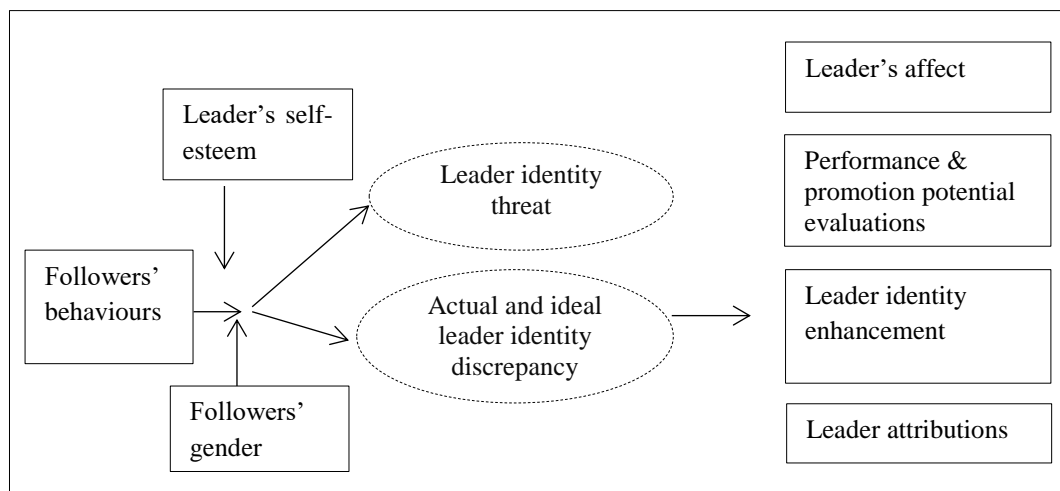 Leader's self-
esteem
Followers'
behaviours
Followers'
gender
Leader identity
threat
Actual and ideal
leader identity
discrepancy
Leader's affect
Performance &
promotion potential
evaluations
Leader identity
enhancement
Leader attributions